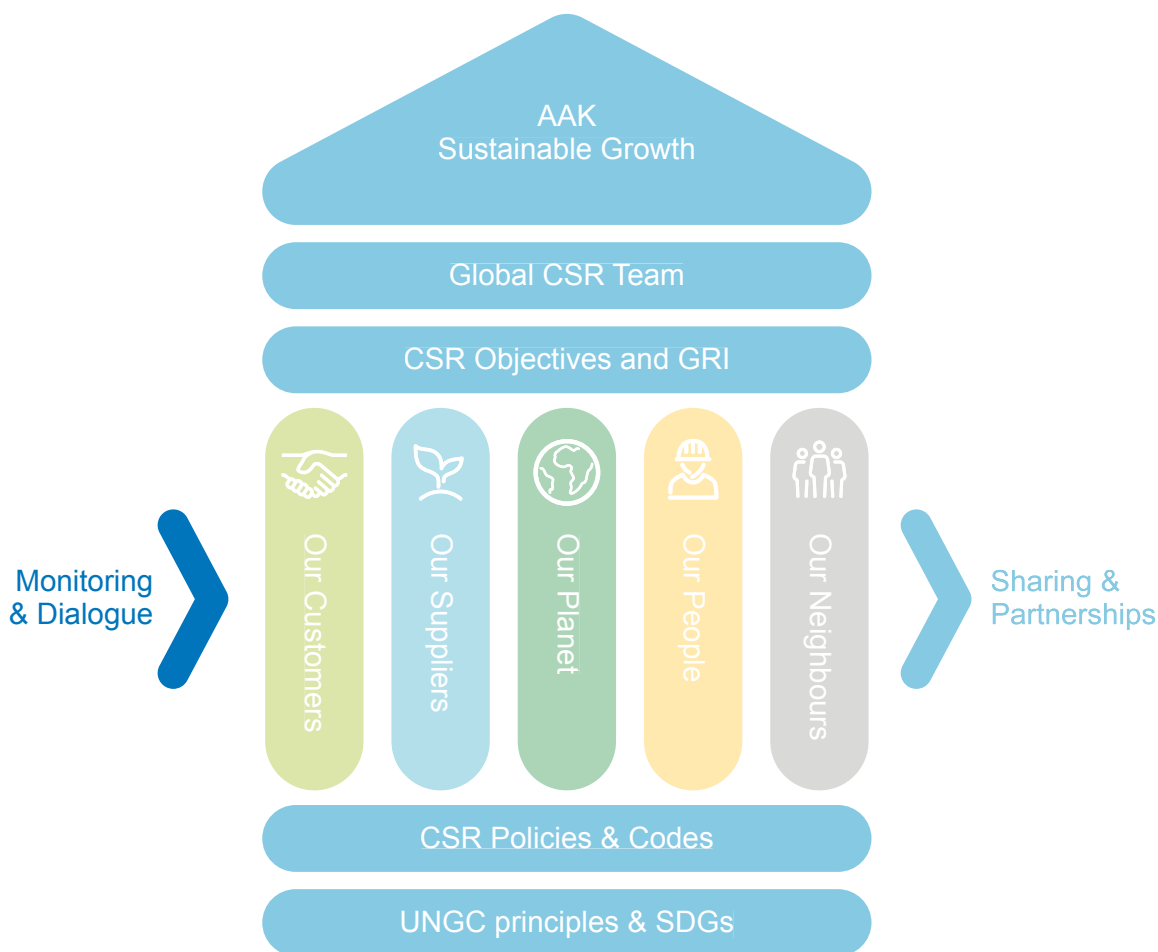 AAK
Sustainable Growth
Global CSR Team
CSR Objectives and GRI
Monitoring
& Dialogue
Our Customers
Our Suppliers
Our Planet
Our People
Our Neighbours
Sharing &
Partnerships
CSR Policies & Codes
UNGC principles & SDGs